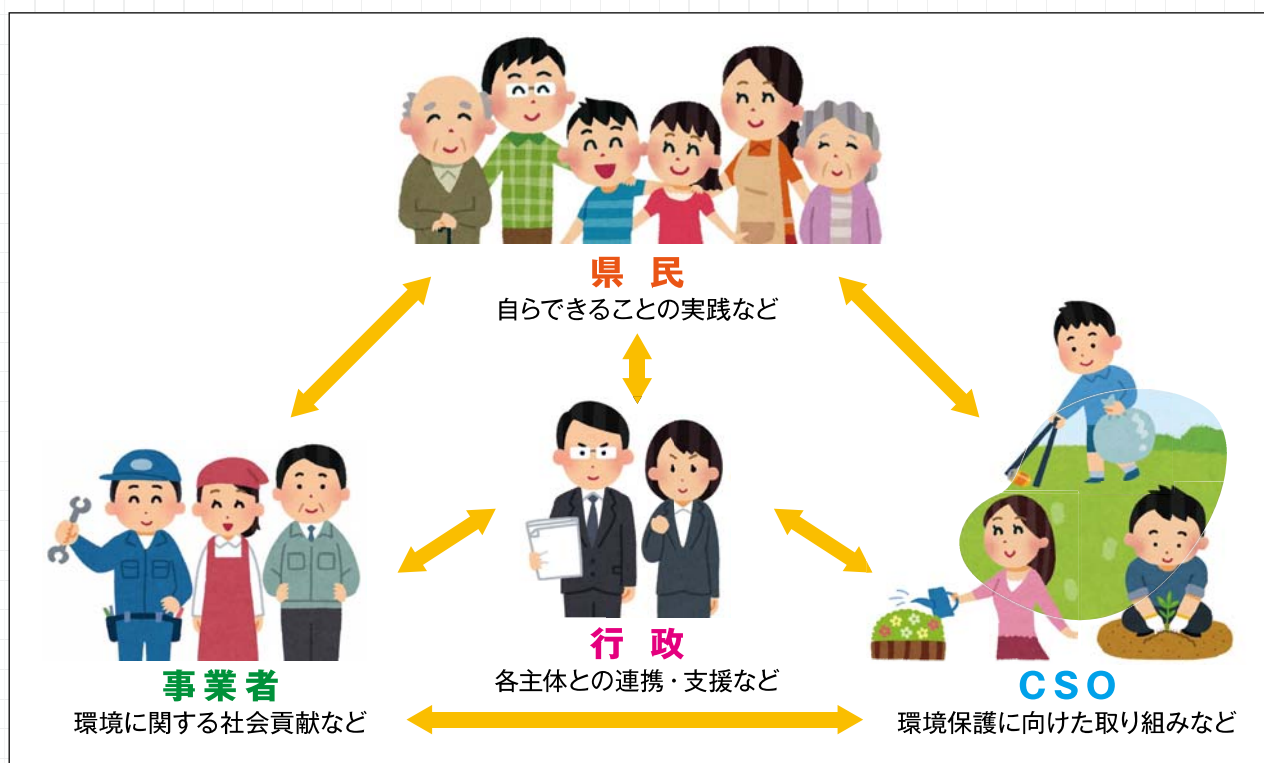 県民
自らできることの実践など
行政
各主体との連携・支援など
事業者
環境に関する社会貢献など
CSO
環境保護に向けた取り組みなど